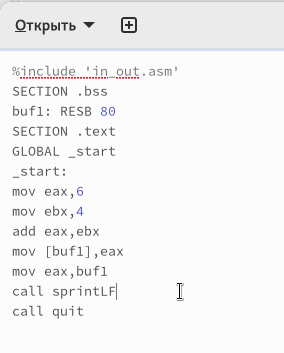 Открыть
%include 'in_out.asm'
SECTION .bss
buf1: RESB 80
SECTION .text
GLOBAL _start
_start:
mov eax,6
mov ebx,4
add eax,ebx
mov [buf1],eax
mov eax,buf1
call sprintLF
call quit